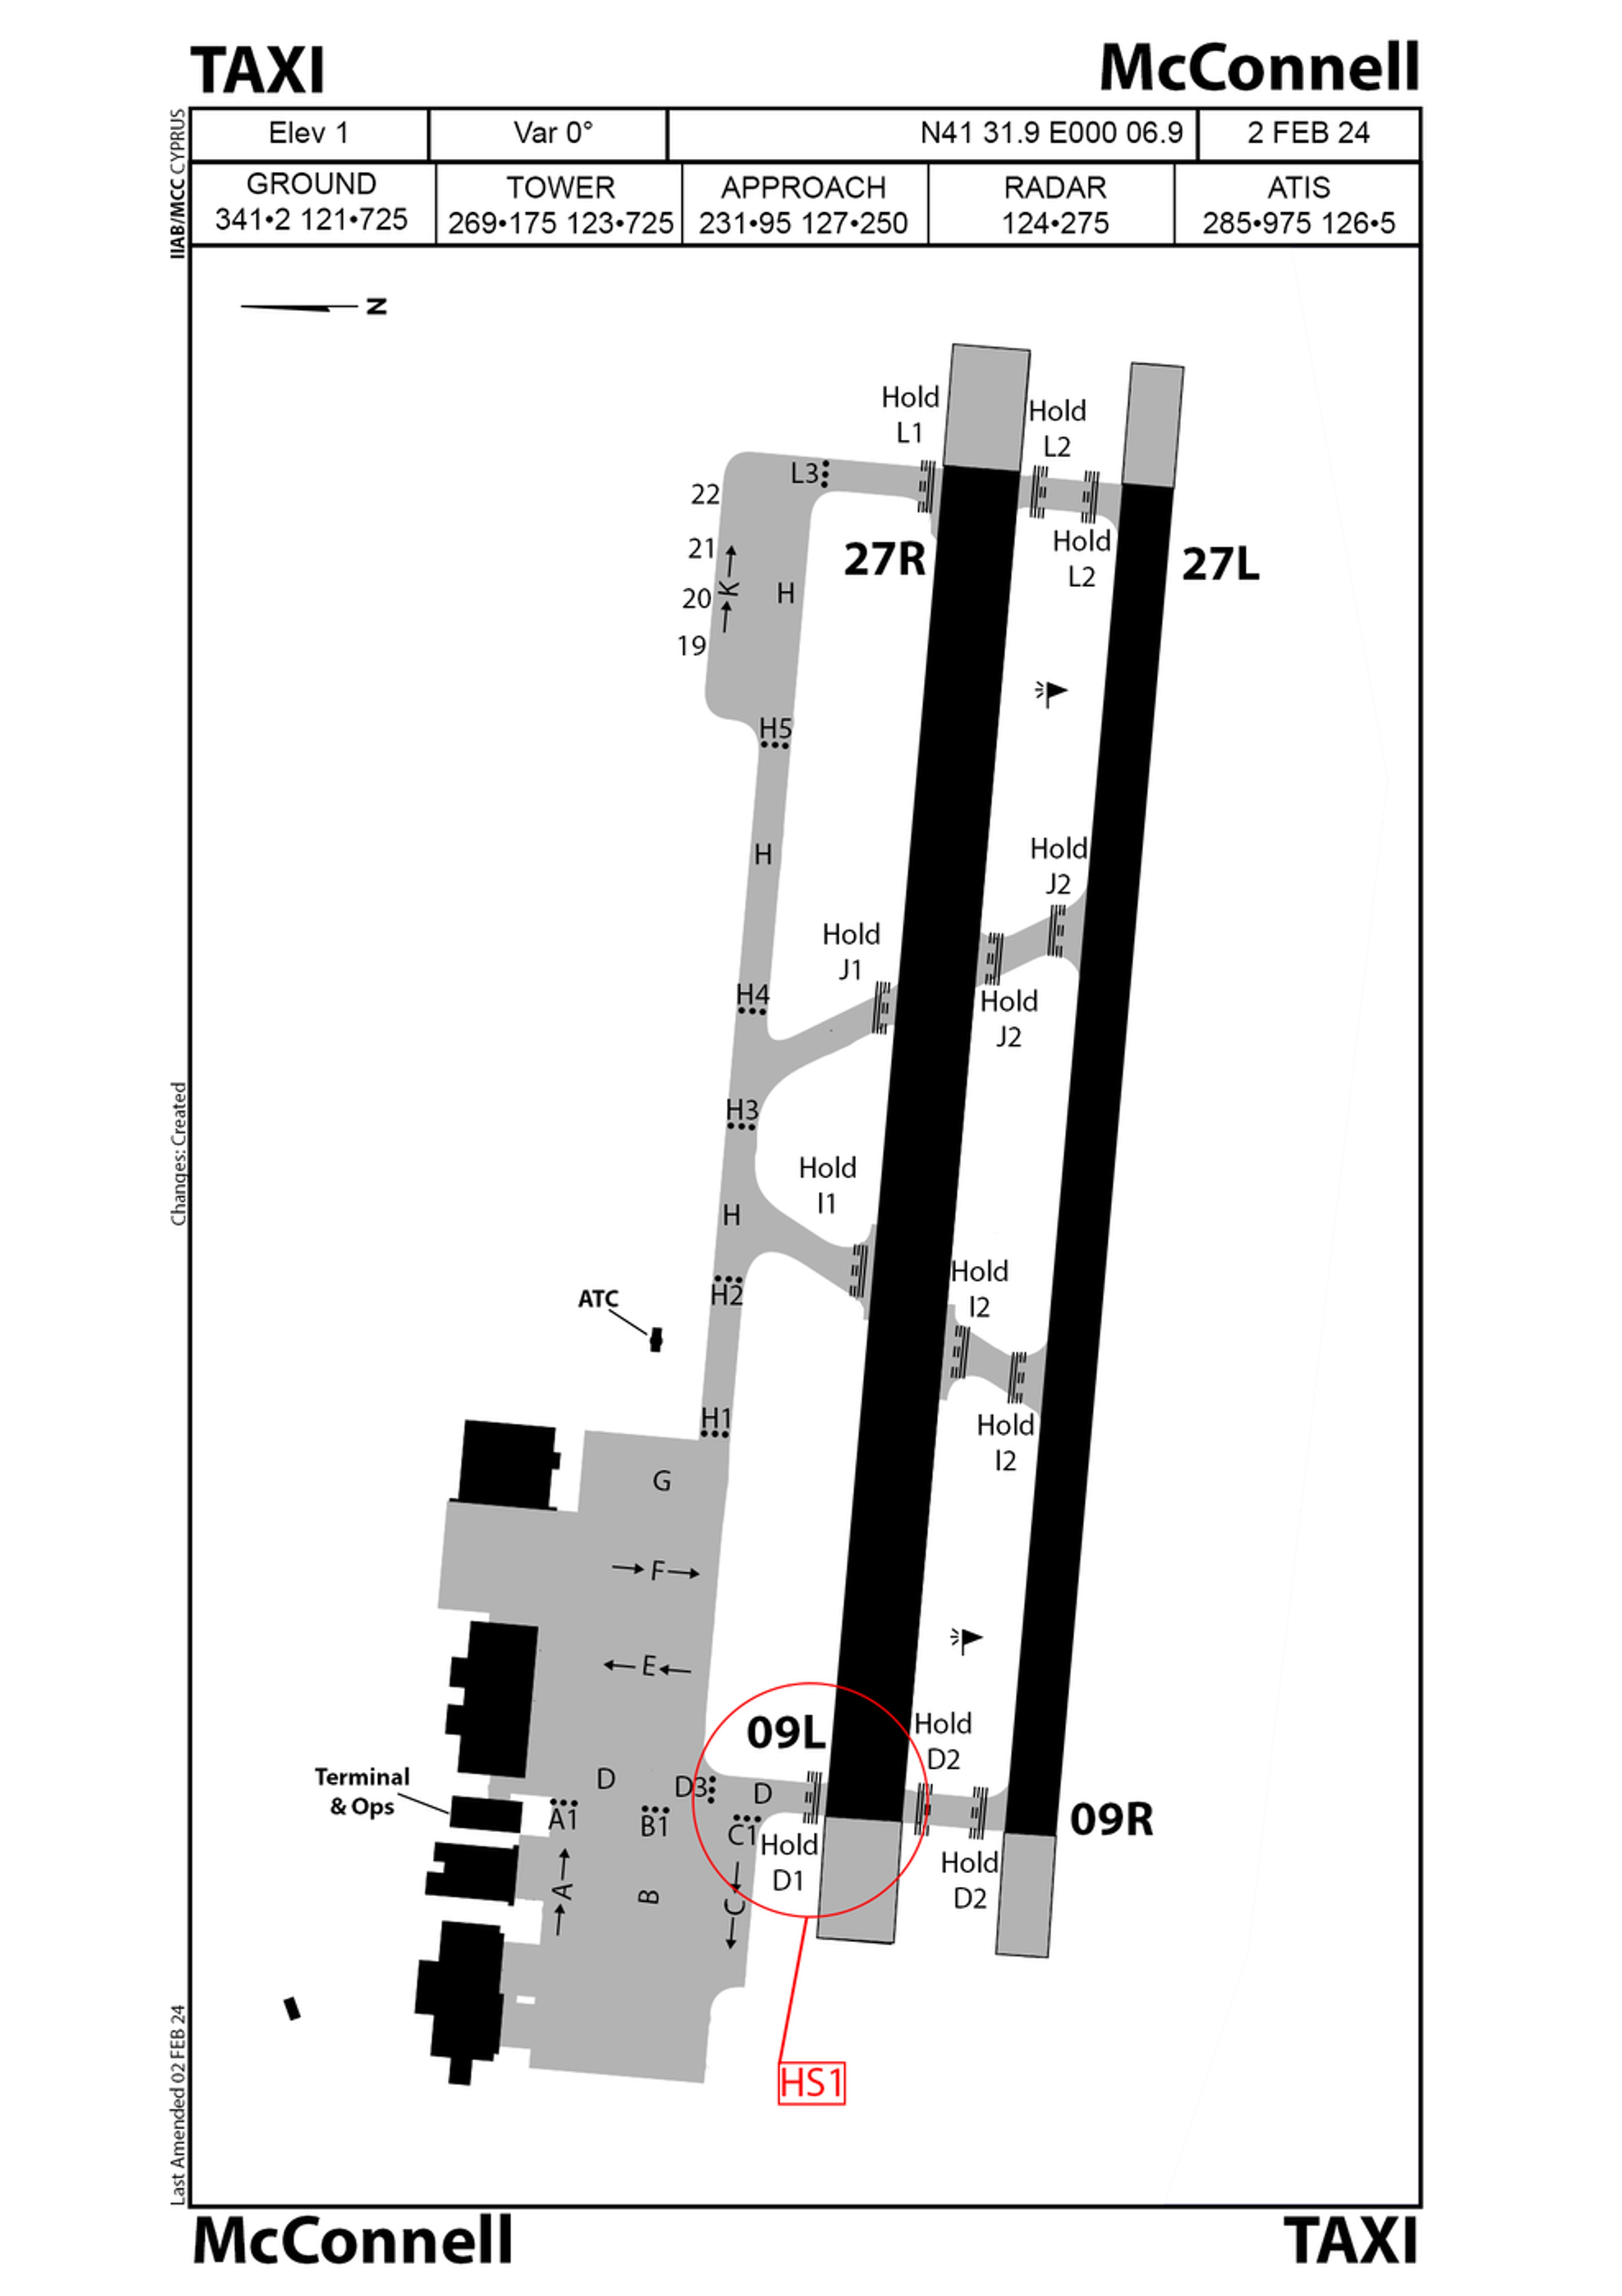 TAXI
McConnell
Elev 1
Var 0°
N41 31.9 E000 06.9
2 FEB 24
GROUND
341•2 121•725
TOWER
269•175 123•725
APPROACH
231•95 127•250
RADAR
124•275
ATIS
285•975 126•5
IIAB/MCC CYPRUS
N
Hold
L1
Hold
L2
L3
22
21
20
19
K
H
27R
Hold
L2
27L
H5
H
Hold
J2
Hold
J1
H4
Hold
J2
H3
Hold
I1
H
Hold
I2
H2
ATC
H1
Hold
I2
G
F
E
09L
Hold
D2
D
D3
D
Terminal
& Ops
A1
B1
C1
Hold
D1
09R
Hold
D2
A
B
C
HS1
Changes: Created
Last Amended 02 FEB 24
McConnell
TAXI